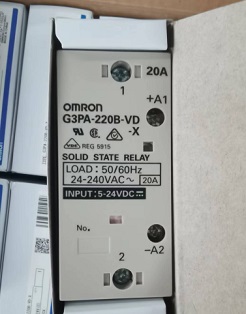 20A
1
+A1
omron
G3PA-220B-VD
-X
VDE REG 5915
SOLID STATE RELAY
LOAD: 50/60Hz
24-240VAC~ 20A
INPUT: 5-24VDC
No.
-A2
2